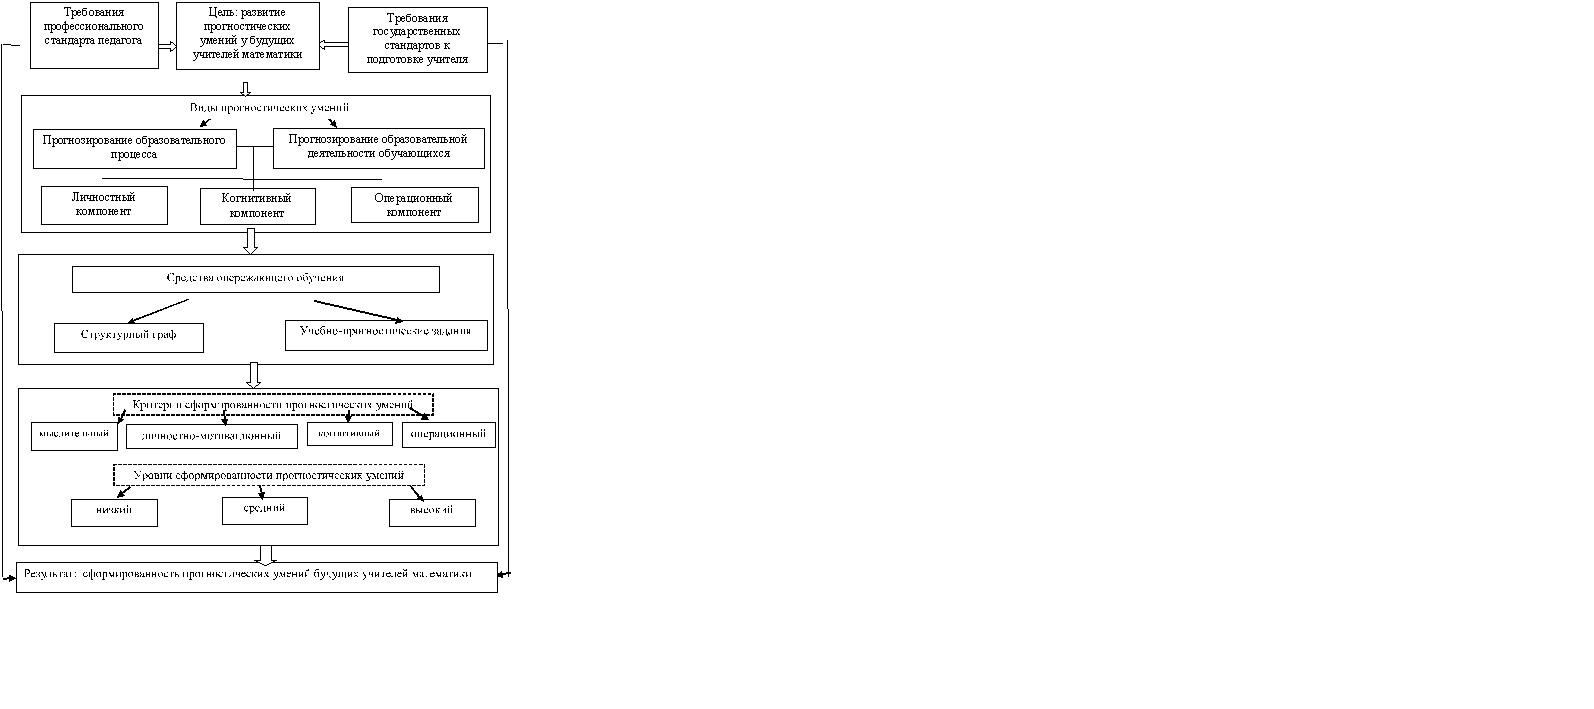 Требования
профессионального
стандарта педагога
Цель: развитие
прогностических
умений у будущих
учителей математики
Требования
государственных
стандартов к
подготовке учителя
Виды прогностических умений
Прогнозирование образовательного
процесса
Прогнозирование образовательной
деятельности обучающихся
Личностный
компонент
Когнитивный
компонент
Операционный
компонент
Средства опережающего обучения
Структурный граф
Учебно-прогностические задания
Критерии сформированности прогностических умений
мыслительный
личностно-мотивационный
когнитивный
операционный
Уровни сформированности прогностических умений
низкий
средний
высокий
Результат: сформированность прогностических умений будущих учителей математики